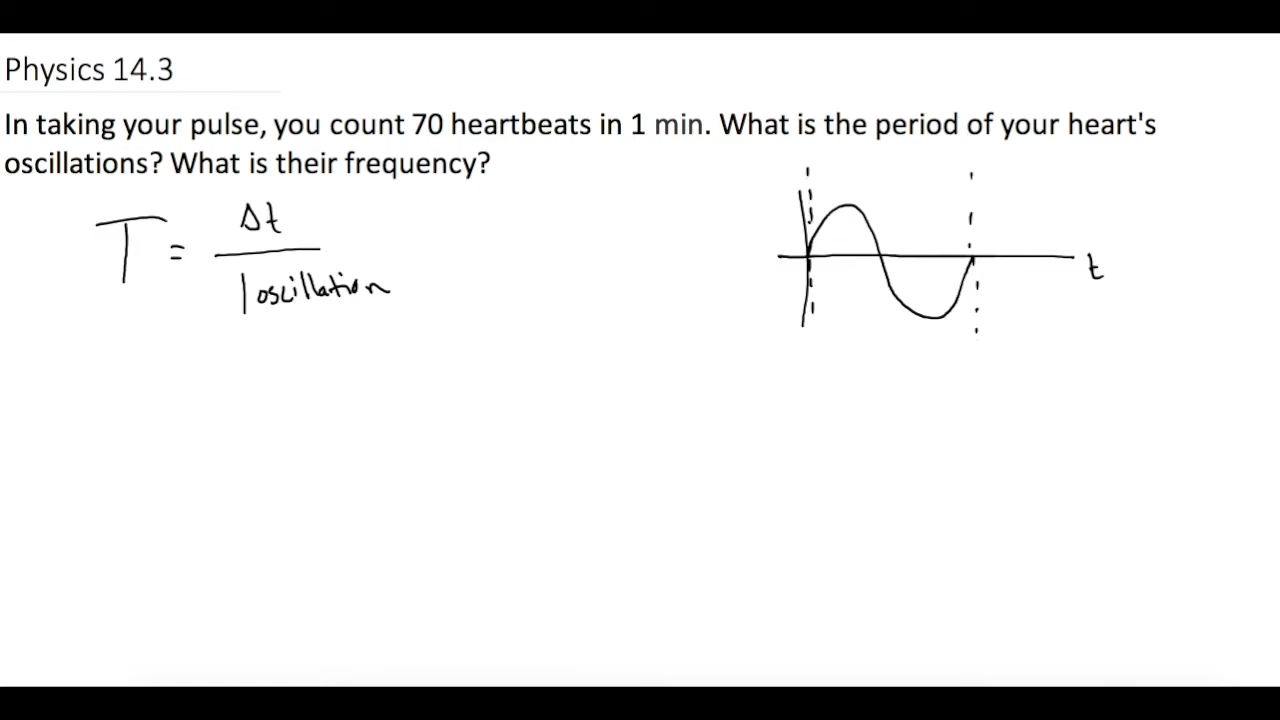 Physics 14.3
In taking your pulse, you count 70 heartbeats in 1 min. What is the period of your heart's
oscillations? What is their frequency?
T = Δt
1 oscillation
t